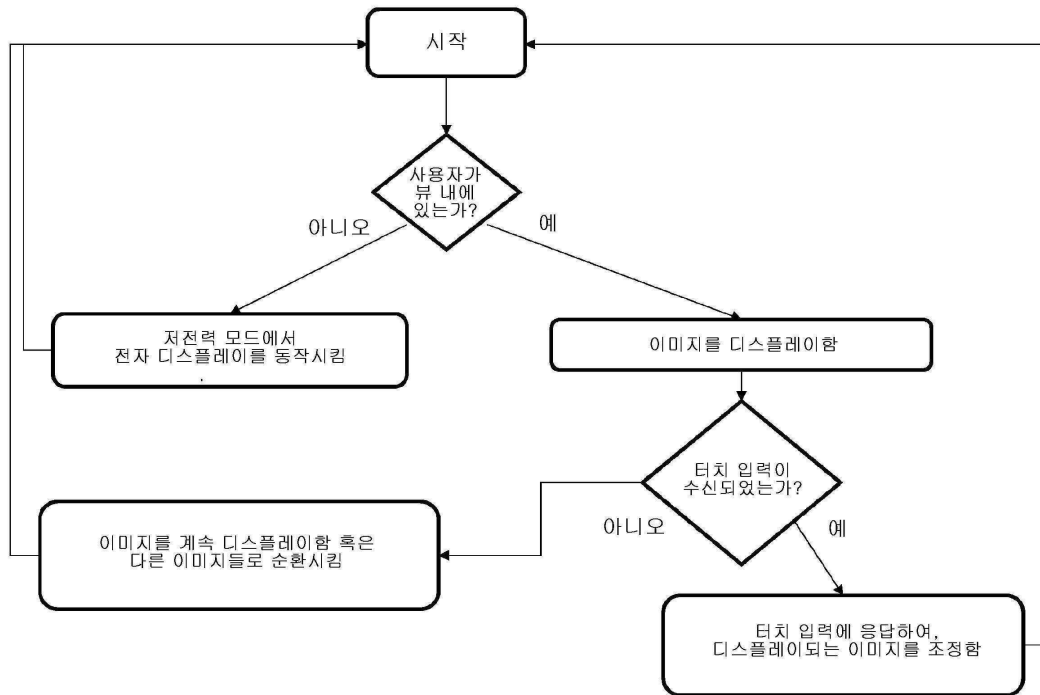 시작
사용자가
뷰 내에
있는가?
아니오
예
저전력 모드에서
전자 디스플레이를 동작시킴
이미지를 디스플레이함
터치 입력이
수신되었는가?
아니오
예
이미지를 계속 디스플레이함 혹은
다른 이미지들로 순환시킴
터치 입력에 응답하여,
디스플레이되는 이미지를 조정함